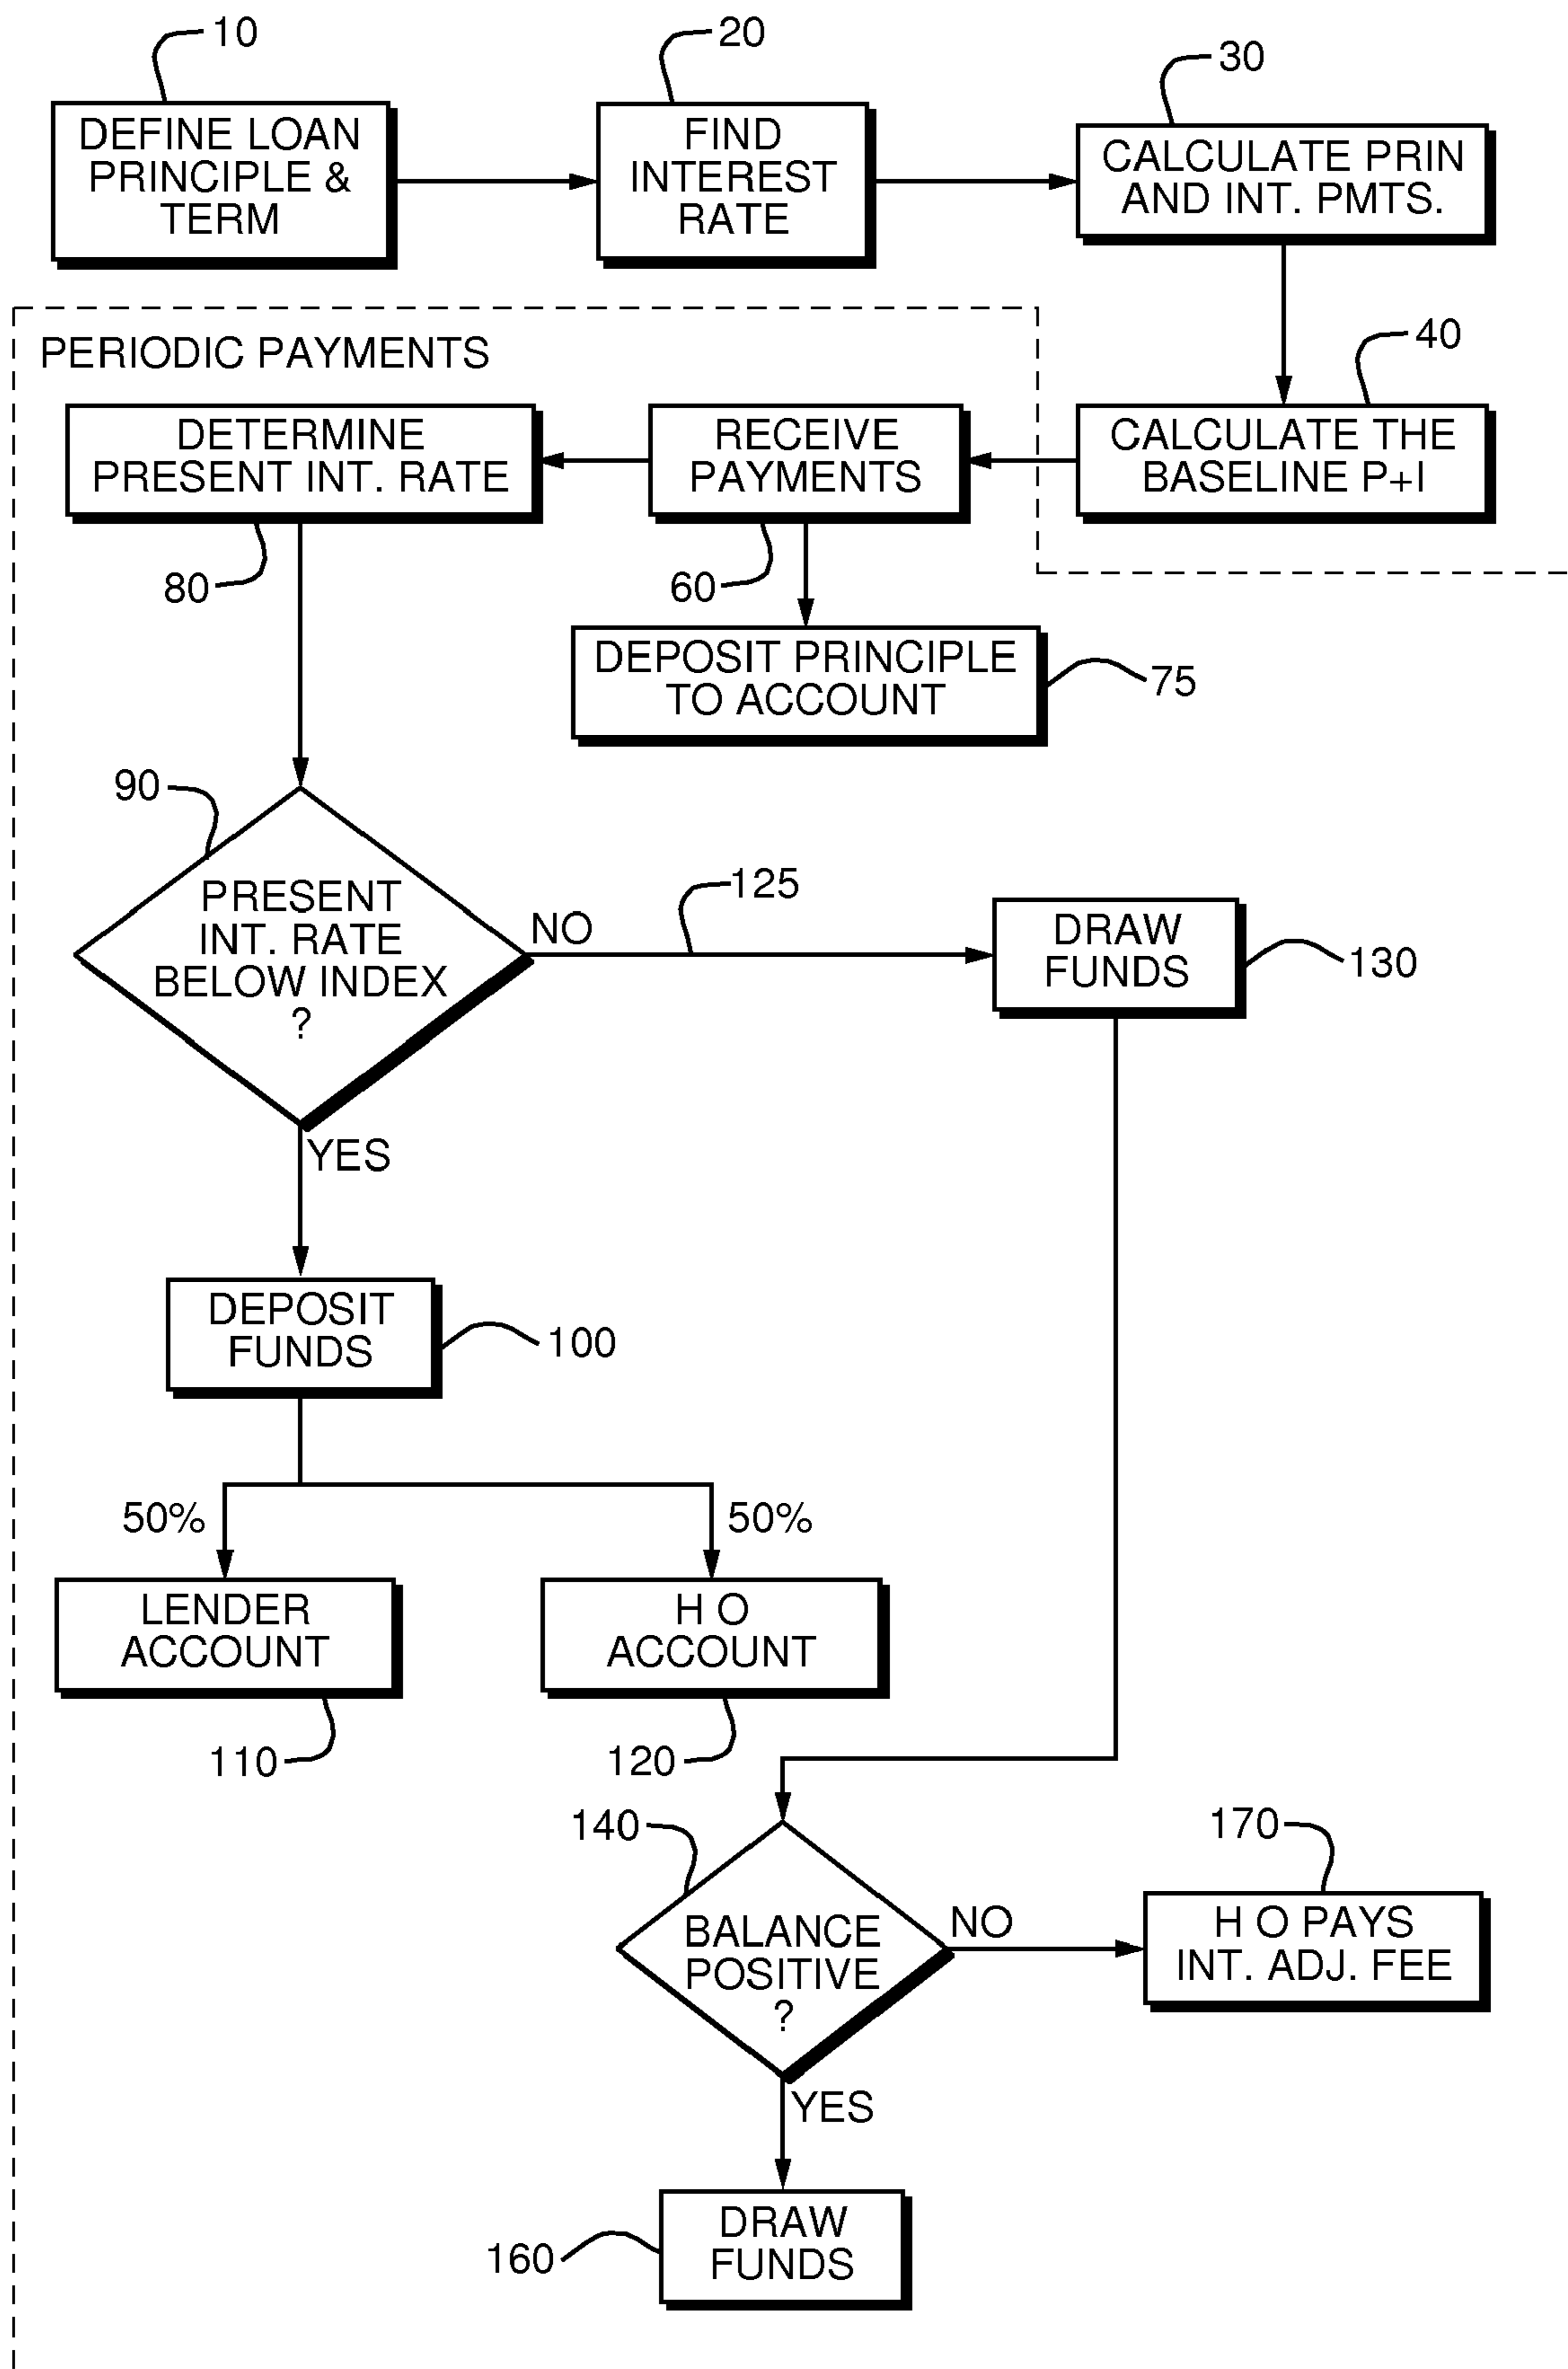 10
DEFINE LOAN
PRINCIPLE &
TERM
20
FIND
INTEREST
RATE
30
CALCULATE PRIN
AND INT. PMTS.
PERIODIC PAYMENTS
40
CALCULATE THE
BASELINE P+I
RECEIVE
PAYMENTS
60
DETERMINE
PRESENT INT. RATE
80
DEPOSIT PRINCIPLE
TO ACCOUNT
75
90
PRESENT
INT. RATE
BELOW INDEX
?
NO
125
DRAW
FUNDS
130
YES
DEPOSIT
FUNDS
100
50%
50%
LENDER
ACCOUNT
110
H O
ACCOUNT
120
140
BALANCE
POSITIVE
?
NO
170
H O PAYS
INT. ADJ. FEE
YES
DRAW
FUNDS
160